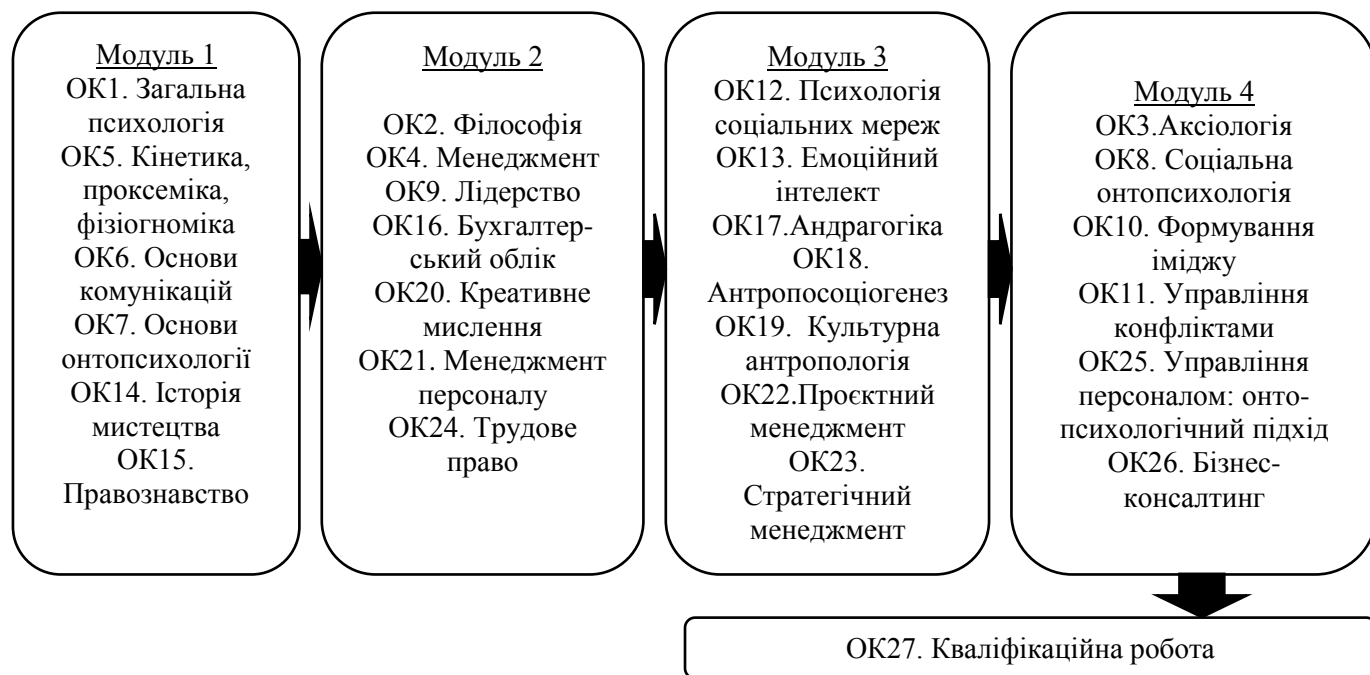 Модуль 1
ОК1. Загальна
психологія
ОК5. Кінетика,
проксеміка,
фізіогноміка
ОК6. Основи
комунікацій
ОК7. Основи
онтопсихології
ОК14. Історія
мистецтва
ОК15.
Правознавство
Модуль 2
ОК2. Філософія
ОК4. Менеджмент
ОК9. Лідерство
ОК16. Бухгалтер-
ський облік
ОК20. Креативне
мислення
ОК21. Менеджмент
персоналу
ОК24. Трудове
право
Модуль 3
ОК12. Психологія
соціальних мереж
ОК13. Емоційний
інтелект
ОК17.Андрагогіка
ОК18.
Антропосоціогенез
ОК19. Культурна
антропологія
ОК22.Проєктний
менеджмент
ОК23.
Стратегічний
менеджмент
Модуль 4
ОК3.Аксіологія
ОК8. Соціальна
онтопсихологія
ОК10. Формування
іміджу
ОК11. Управління
конфліктами
ОК25. Управління
персоналом: онто-
психологічний підхід
ОК26. Бізнес-
консалтинг
ОК27. Кваліфікаційна робота